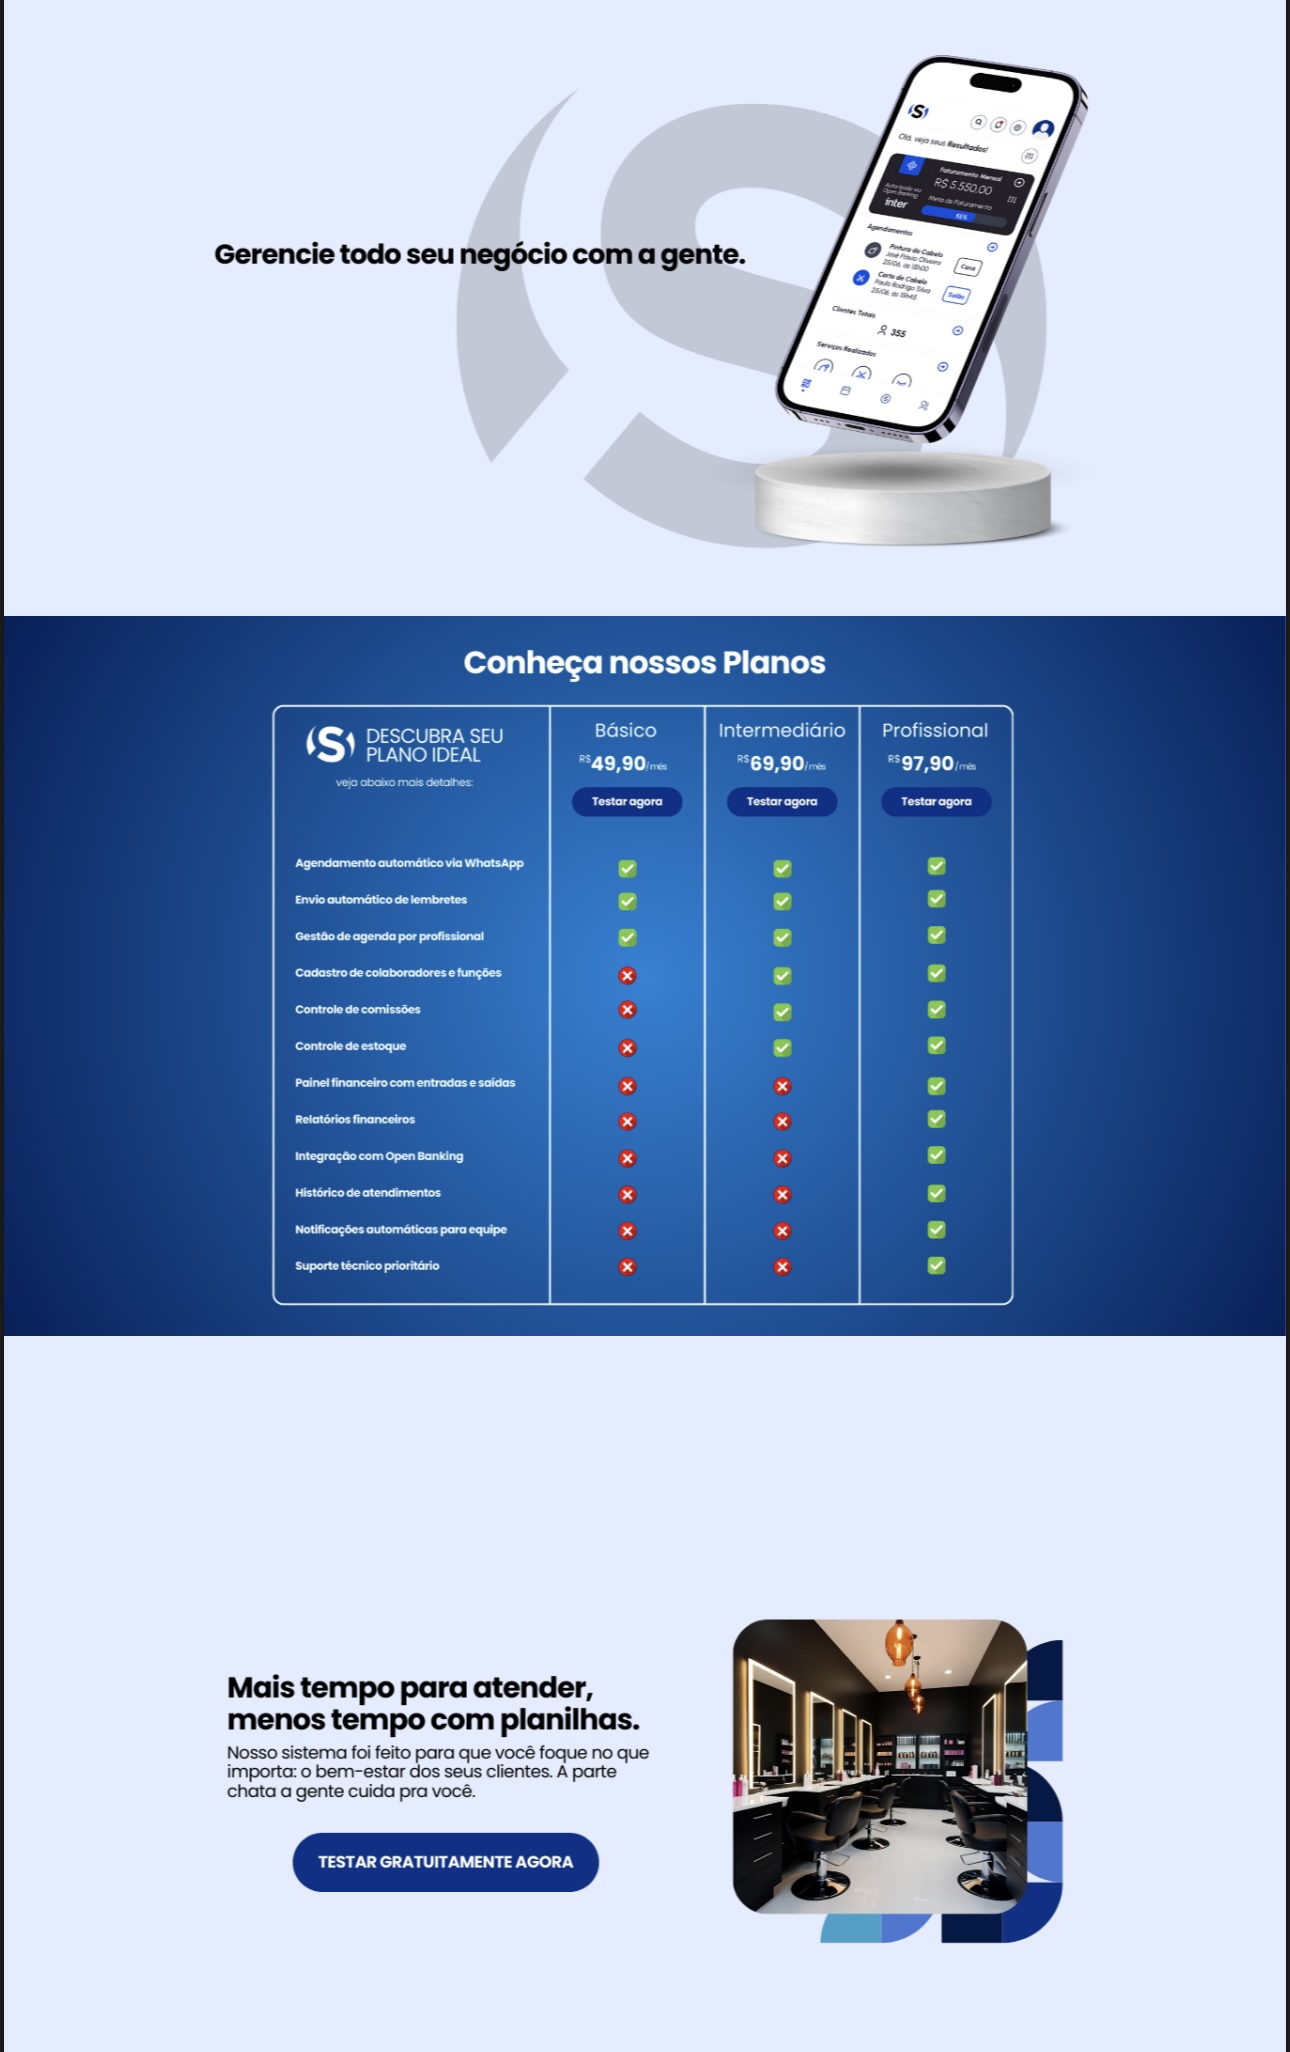 S
Olá, veja seus Resultados!
Faturamento Mensal
R$ 5.550,00
Autorizado via
Open Banking
Meta de Faturamento
inter
55%
Agendamentos
Pintura de Cabelo
José Flávio Oliveira
25/06 às 15h00
Casa
Corte de Cabelo
Paulo Rodrigo Silva
25/06 às 15h45
Salão
Clientes Totais
355
Serviços Realizados
Gerencie todo seu negócio com a gente.
Conheça nossos Planos
S
DESCUBRA SEU
PLANO IDEAL
veja abaixo mais detalhes:
Básico
R$49,90/mês
Testar agora
Intermediário
R$69,90/mês
Testar agora
Profissional
R$97,90/mês
Testar agora
Agendamento automático via WhatsApp
Envio automático de lembretes
Gestão de agenda por profissional
Cadastro de colaboradores e funções
Controle de comissões
Controle de estoque
Painel financeiro com entradas e saídas
Relatórios financeiros
Integração com Open Banking
Histórico de atendimentos
Notificações automáticas para equipe
Suporte técnico prioritário
Mais tempo para atender,
menos tempo com planilhas.
Nosso sistema foi feito para que você foque no que
importa: o bem-estar dos seus clientes. A parte
chata a gente cuida pra você.
TESTAR GRATUITAMENTE AGORA